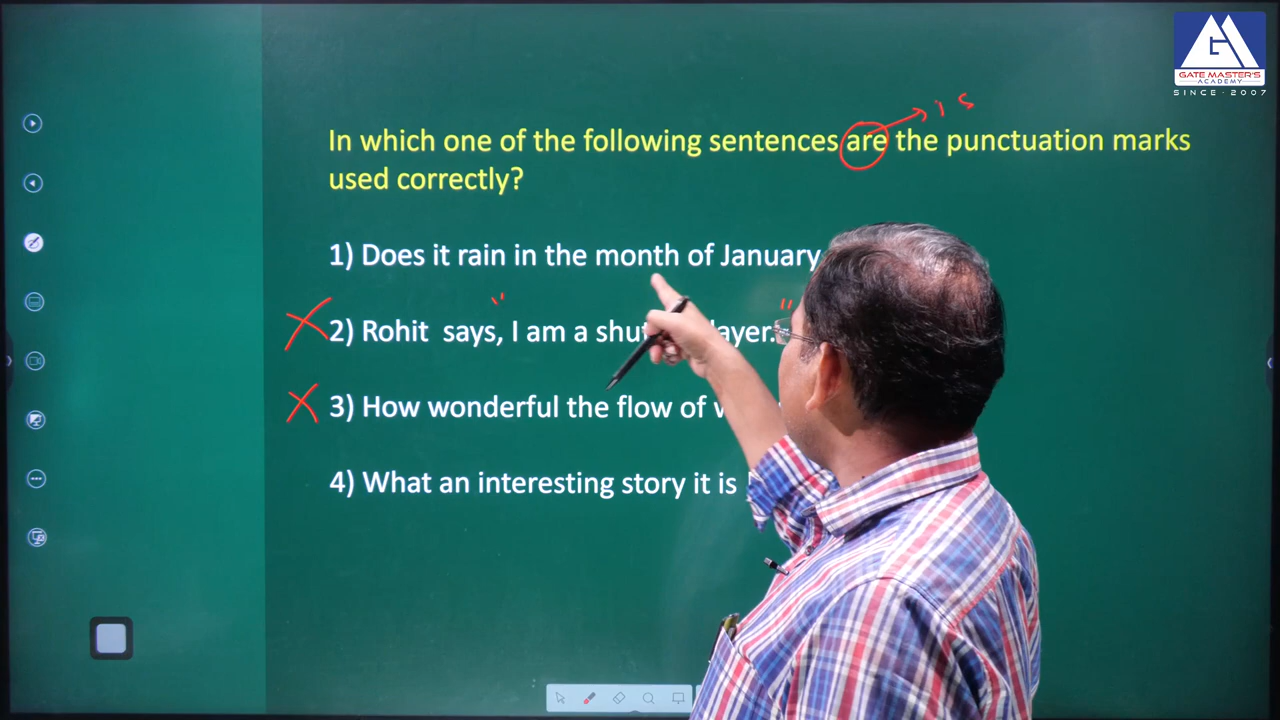 GATE MASTER'S
ACADEMY
SINCE-2007
is
In which one of the following sentences are the punctuation marks
used correctly?
1) Does it rain in the month of January
2) Rohit says, I am a
3) How wonderful the flow of
4) What an interesting story it is